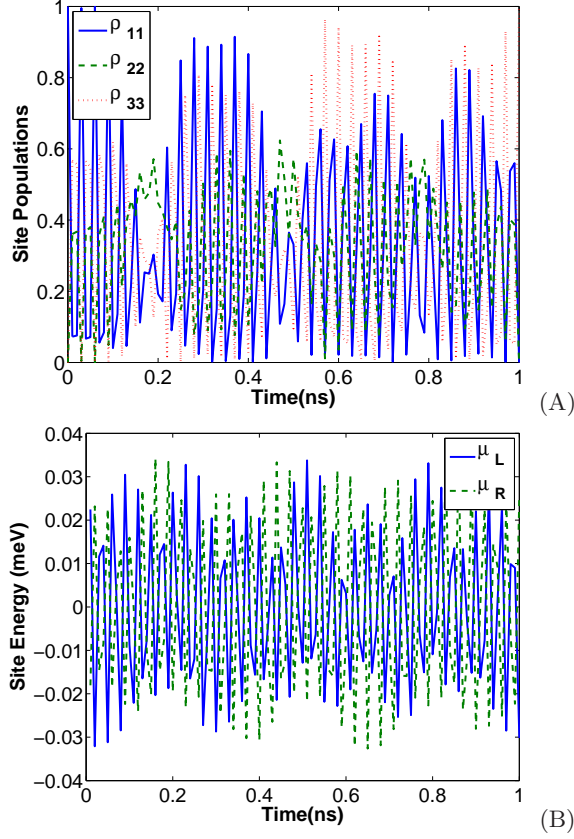 1
0.8
0.6
0.4
0.2
0
Site Populations
ρ 11
ρ 22
ρ 33
0 0.2 0.4 0.6 0.8 1
Time(ns)
(A)
0.04
0.03
0.02
0.01
0
−0.01
−0.02
−0.03
−0.04
Site Energy (meV)
μ L
μ R
0 0.2 0.4 0.6 0.8 1
Time(ns)
(B)